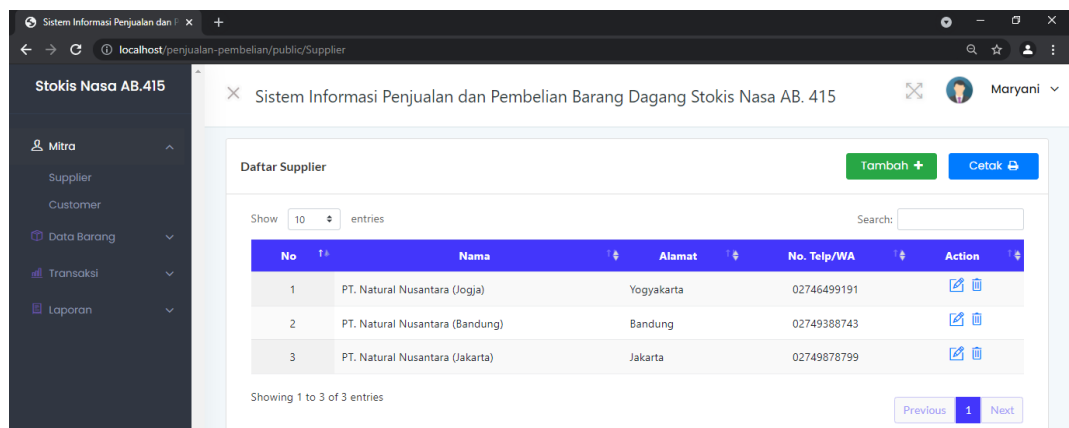 Sistem Informasi Penjualan dan P
localhost/penjualan-pembelian/public/Supplier
Stokis Nasa AB.415
Sistem Informasi Penjualan dan Pembelian Barang Dagang Stokis Nasa AB. 415
Maryani
Mitra
Supplier
Customer
Data Barang
Transaksi
Laporan
Daftar Supplier
Tambah
Cetak
Show 10 entries
Search:
No Nama Alamat No. Telp/WA Action
1 PT. Natural Nusantara (Jogja) Yogyakarta 02746499191
2 PT. Natural Nusantara (Bandung) Bandung 02749388743
3 PT. Natural Nusantara (Jakarta) Jakarta 02749878799
Showing 1 to 3 of 3 entries
Previous 1 Next